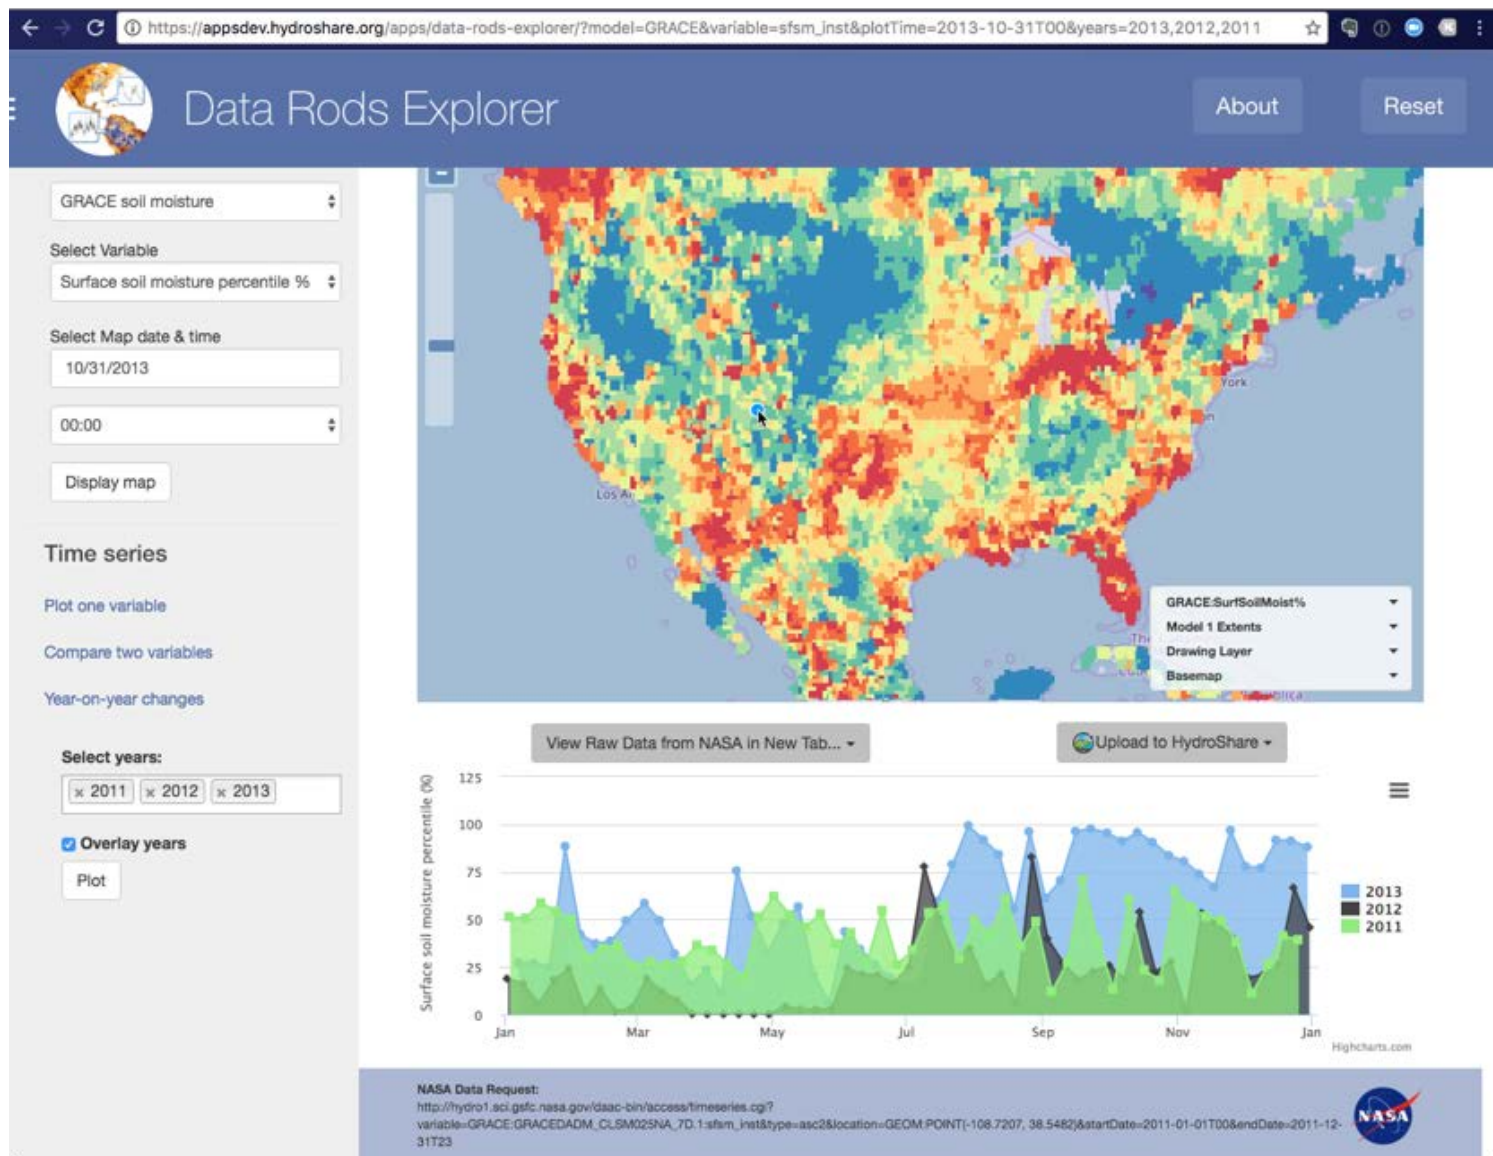 https://appsdev.hydroshare.org/apps/data-rods-explorer/?model=GRACE&variable=sfsm_inst&plotTime=2013-10-31T00&years=2013,2012,2011
Data Rods Explorer
About
Reset
GRACE soil moisture
Select Variable
Surface soil moisture percentile %
Select Map date & time
10/31/2013
00:00
Display map
Time series
Plot one variable
Compare two variables
Year-on-year changes
Select years:
× 2011 × 2012 × 2013
Overlay years
Plot
York
Los A
GRACE:SurfSoilMoist%
Model 1 Extents
Drawing Layer
Basemap
View Raw Data from NASA in New Tab...
Upload to HydroShare
Surface soil moisture percentile (%)
125
100
75
50
25
0
Jan Mar May Jul Sep Nov Jan
2013
2012
2011
Highcharts.com
NASA Data Request:
http://hydro1.sci.gsfc.nasa.gov/daac-bin/access/timeseries.cgi?
variable=GRACE:GRACEDADM_CLSM025NA_7D.1:sfsm_inst&type=asc2&location=GEOM:POINT(-108.7207, 38.5482)&startDate=2011-01-01T00&endDate=2011-12-
31T23
NASA